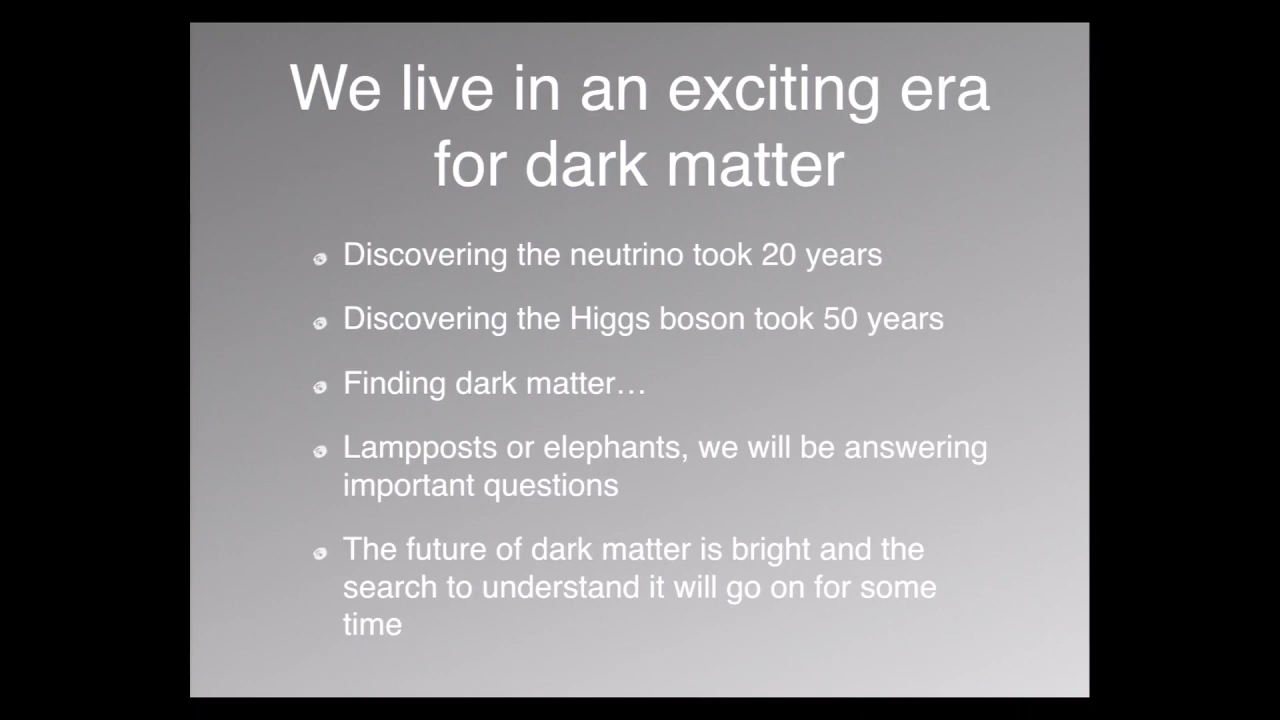 We live in an exciting era
for dark matter
Discovering the neutrino took 20 years
Discovering the Higgs boson took 50 years
Finding dark matter…
Lampposts or elephants, we will be answering
important questions
The future of dark matter is bright and the
search to understand it will go on for some
time